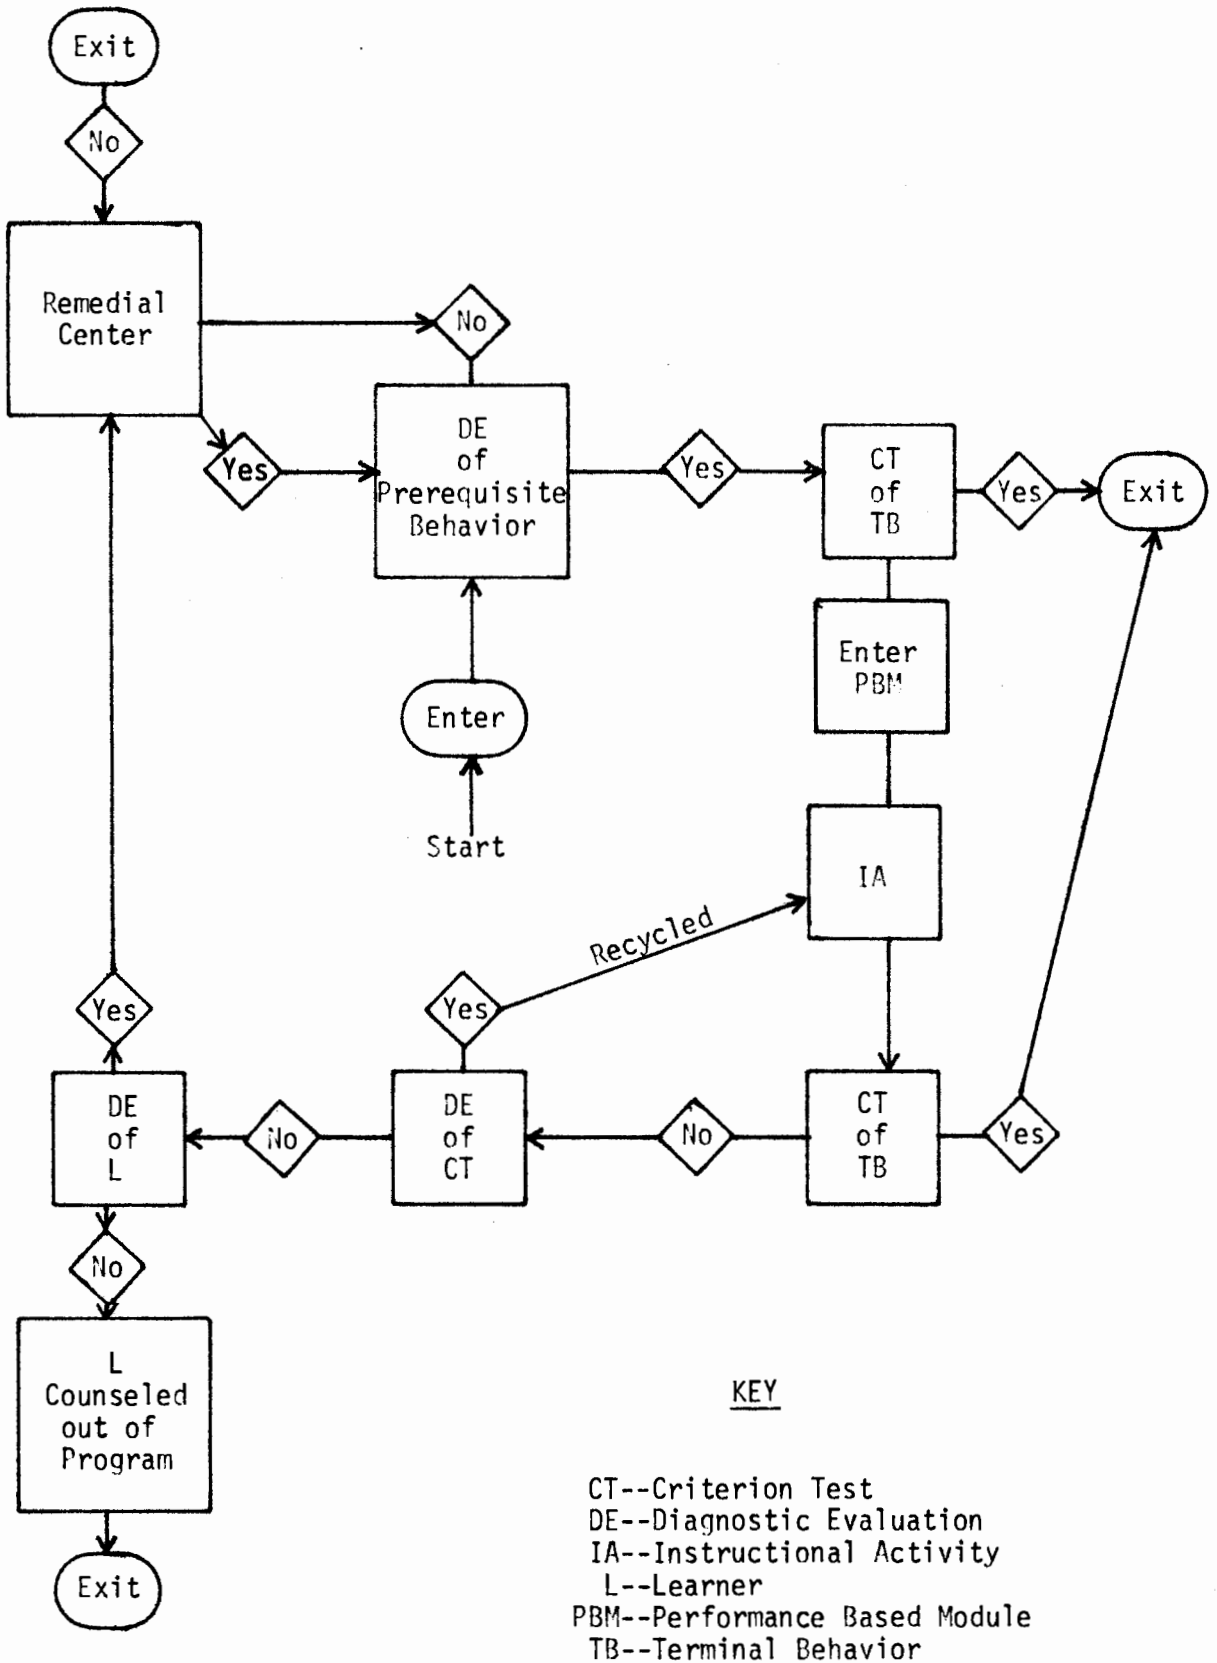 Exit
No
Remedial
Center
No
Yes
DE
of
Prerequisite
Behavior
Yes
CT
of
TB
Yes
Exit
Enter
PBM
Enter
Start
IA
Recycled
Yes
Yes
DE
of
L
No
DE
of
CT
No
CT
of
TB
Yes
No
L
Counseled
out of
Program
Exit
KEY
CT--Criterion Test
DE--Diagnostic Evaluation
IA--Instructional Activity
L--Learner
PBM--Performance Based Module
TB--Terminal Behavior